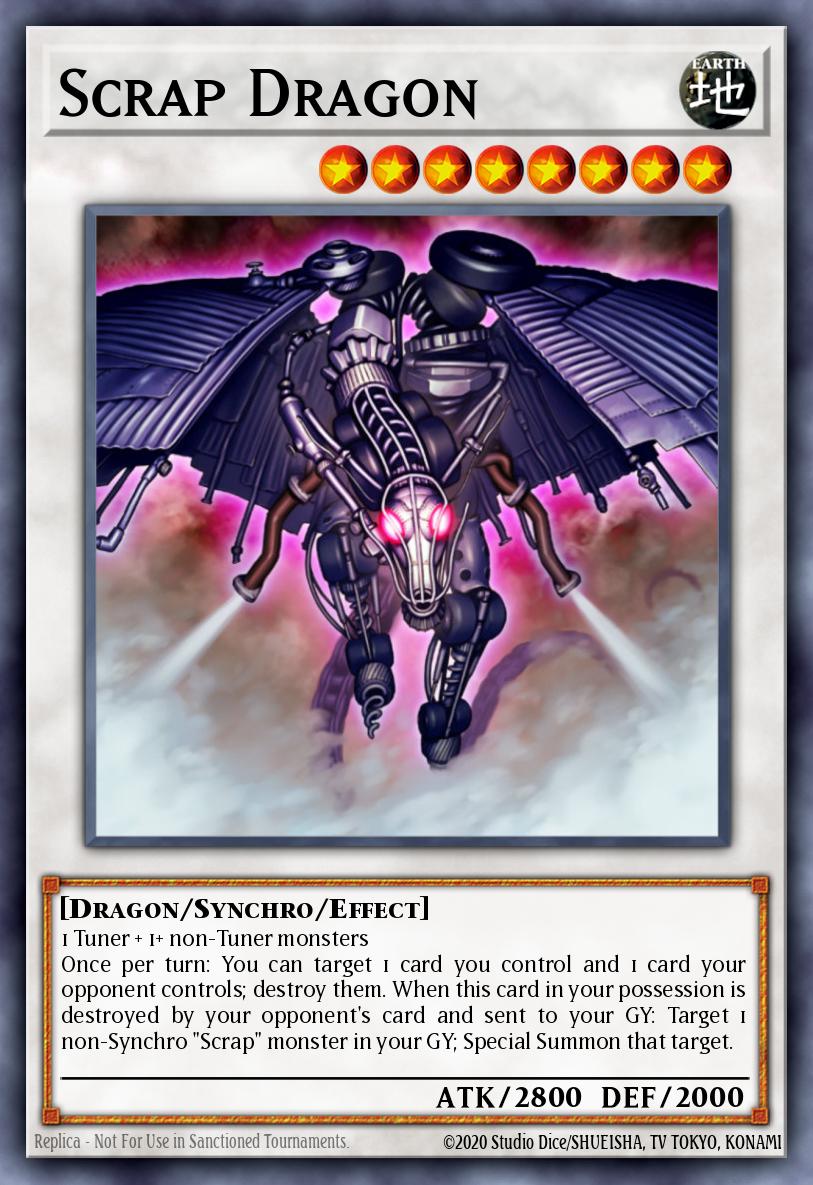 Scrap Dragon
EARTH
地
[Dragon/Synchro/Effect]
1 Tuner + 1+ non-Tuner monsters
Once per turn: You can target 1 card you control and 1 card your
opponent controls; destroy them. When this card in your possession is
destroyed by your opponent's card and sent to your GY: Target 1
non-Synchro "Scrap" monster in your GY; Special Summon that target.
ATK/2800 DEF/2000
Replica - Not For Use in Sanctioned Tournaments.
©2020 Studio Dice/SHUEISHA, TV TOKYO, KONAMI